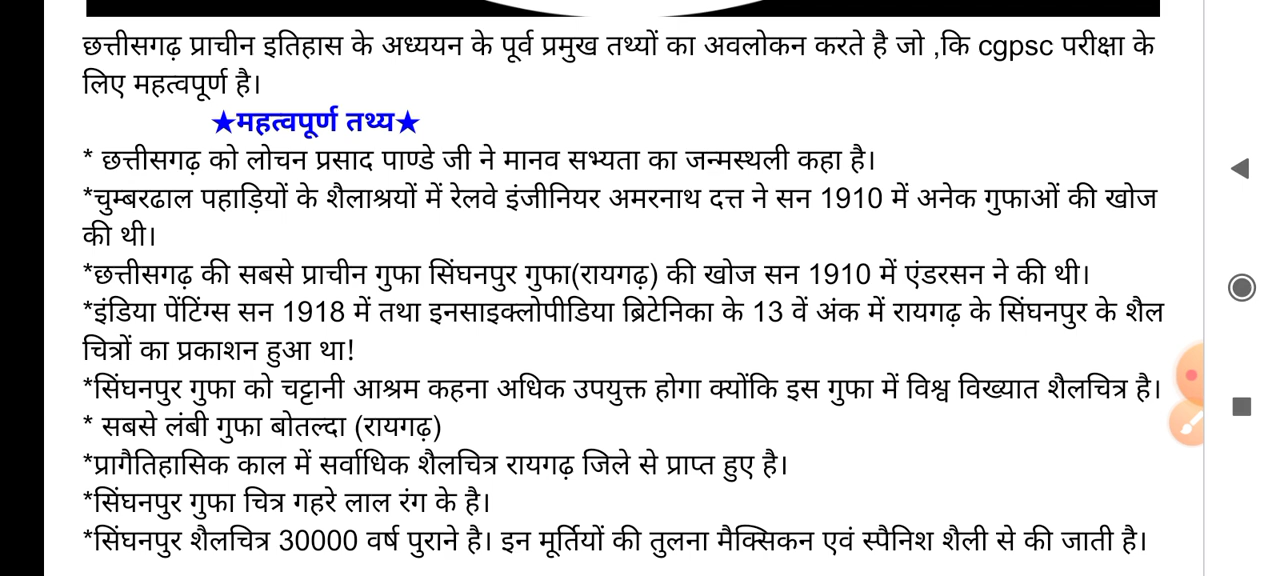 छत्तीसगढ़ प्राचीन इतिहास के अध्ययन के पूर्व प्रमुख तथ्यों का अवलोकन करते है जो ,कि cgpsc परीक्षा के
लिए महत्वपूर्ण है।
★महत्वपूर्ण तथ्य★
* छत्तीसगढ़ को लोचन प्रसाद पाण्डे जी ने मानव सभ्यता का जन्मस्थली कहा है।
*चुम्बरढाल पहाड़ियों के शैलाश्रयों में रेलवे इंजीनियर अमरनाथ दत्त ने सन 1910 में अनेक गुफाओं की खोज
की थी।
*छत्तीसगढ़ की सबसे प्राचीन गुफा सिंघनपुर गुफा(रायगढ़) की खोज सन 1910 में एंडरसन ने की थी।
*इंडिया पेंटिंग्स सन 1918 में तथा इनसाइक्लोपीडिया ब्रिटेनिका के 13 वें अंक में रायगढ़ के सिंघनपुर के शैल
चित्रों का प्रकाशन हुआ था!
*सिंघनपुर गुफा को चट्टानी आश्रम कहना अधिक उपयुक्त होगा क्योंकि इस गुफा में विश्व विख्यात शैलचित्र है।
* सबसे लंबी गुफा बोतल्दा (रायगढ़)
*प्रागैतिहासिक काल में सर्वाधिक शैलचित्र रायगढ़ जिले से प्राप्त हुए है।
*सिंघनपुर गुफा चित्र गहरे लाल रंग के है।
*सिंघनपुर शैलचित्र 30000 वर्ष पुराने है। इन मूर्तियों की तुलना मैक्सिकन एवं स्पैनिश शैली से की जाती है।